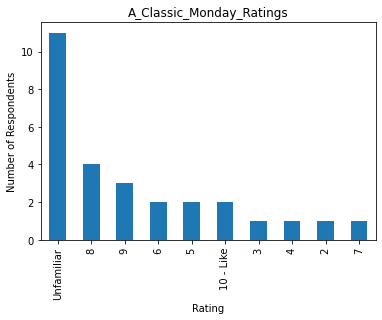 A_Classic_Monday_Ratings
Number of Respondents
10
8
6
4
2
0
Unfamiliar
8
9
6
5
10 - Like
3
4
2
7
Rating